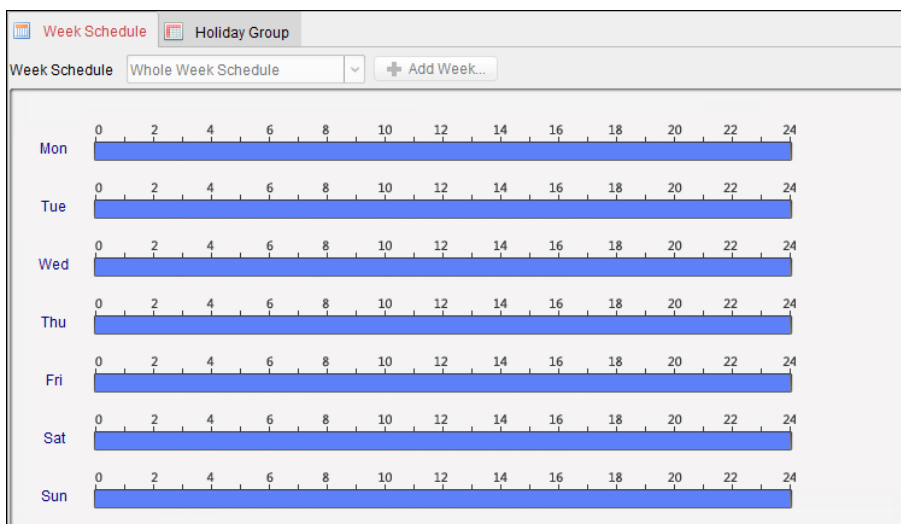 Week Schedule Holiday Group
Week Schedule Whole Week Schedule Add Week...
0 2 4 6 8 10 12 14 16 18 20 22 24
Mon
0 2 4 6 8 10 12 14 16 18 20 22 24
Tue
0 2 4 6 8 10 12 14 16 18 20 22 24
Wed
0 2 4 6 8 10 12 14 16 18 20 22 24
Thu
0 2 4 6 8 10 12 14 16 18 20 22 24
Fri
0 2 4 6 8 10 12 14 16 18 20 22 24
Sat
0 2 4 6 8 10 12 14 16 18 20 22 24
Sun